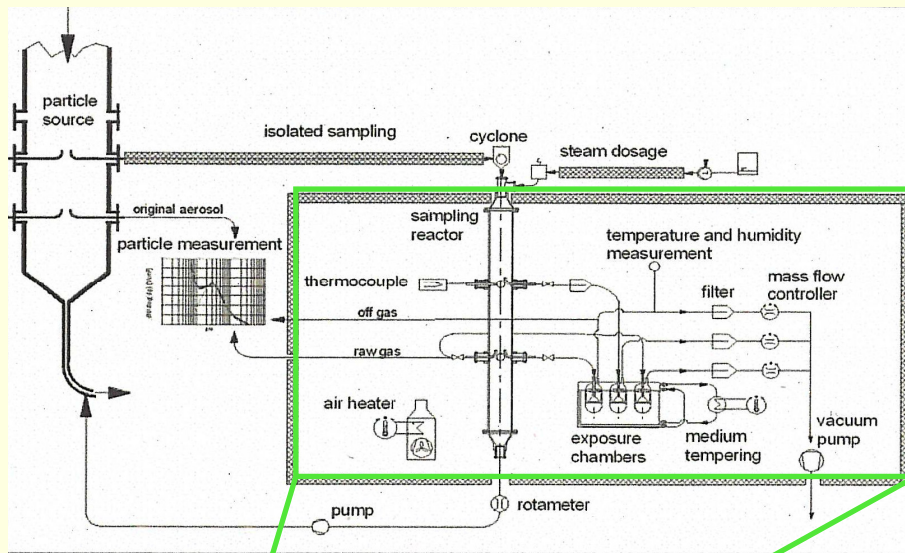 particle
source
isolated sampling
cyclone
steam dosage
original aerosol
sampling
reactor
particle measurement
temperature and humidity
measurement
thermocouple
filter
mass flow
controller
off gas
raw gas
air heater
exposure
chambers
medium
tempering
vacuum
pump
pump
rotameter